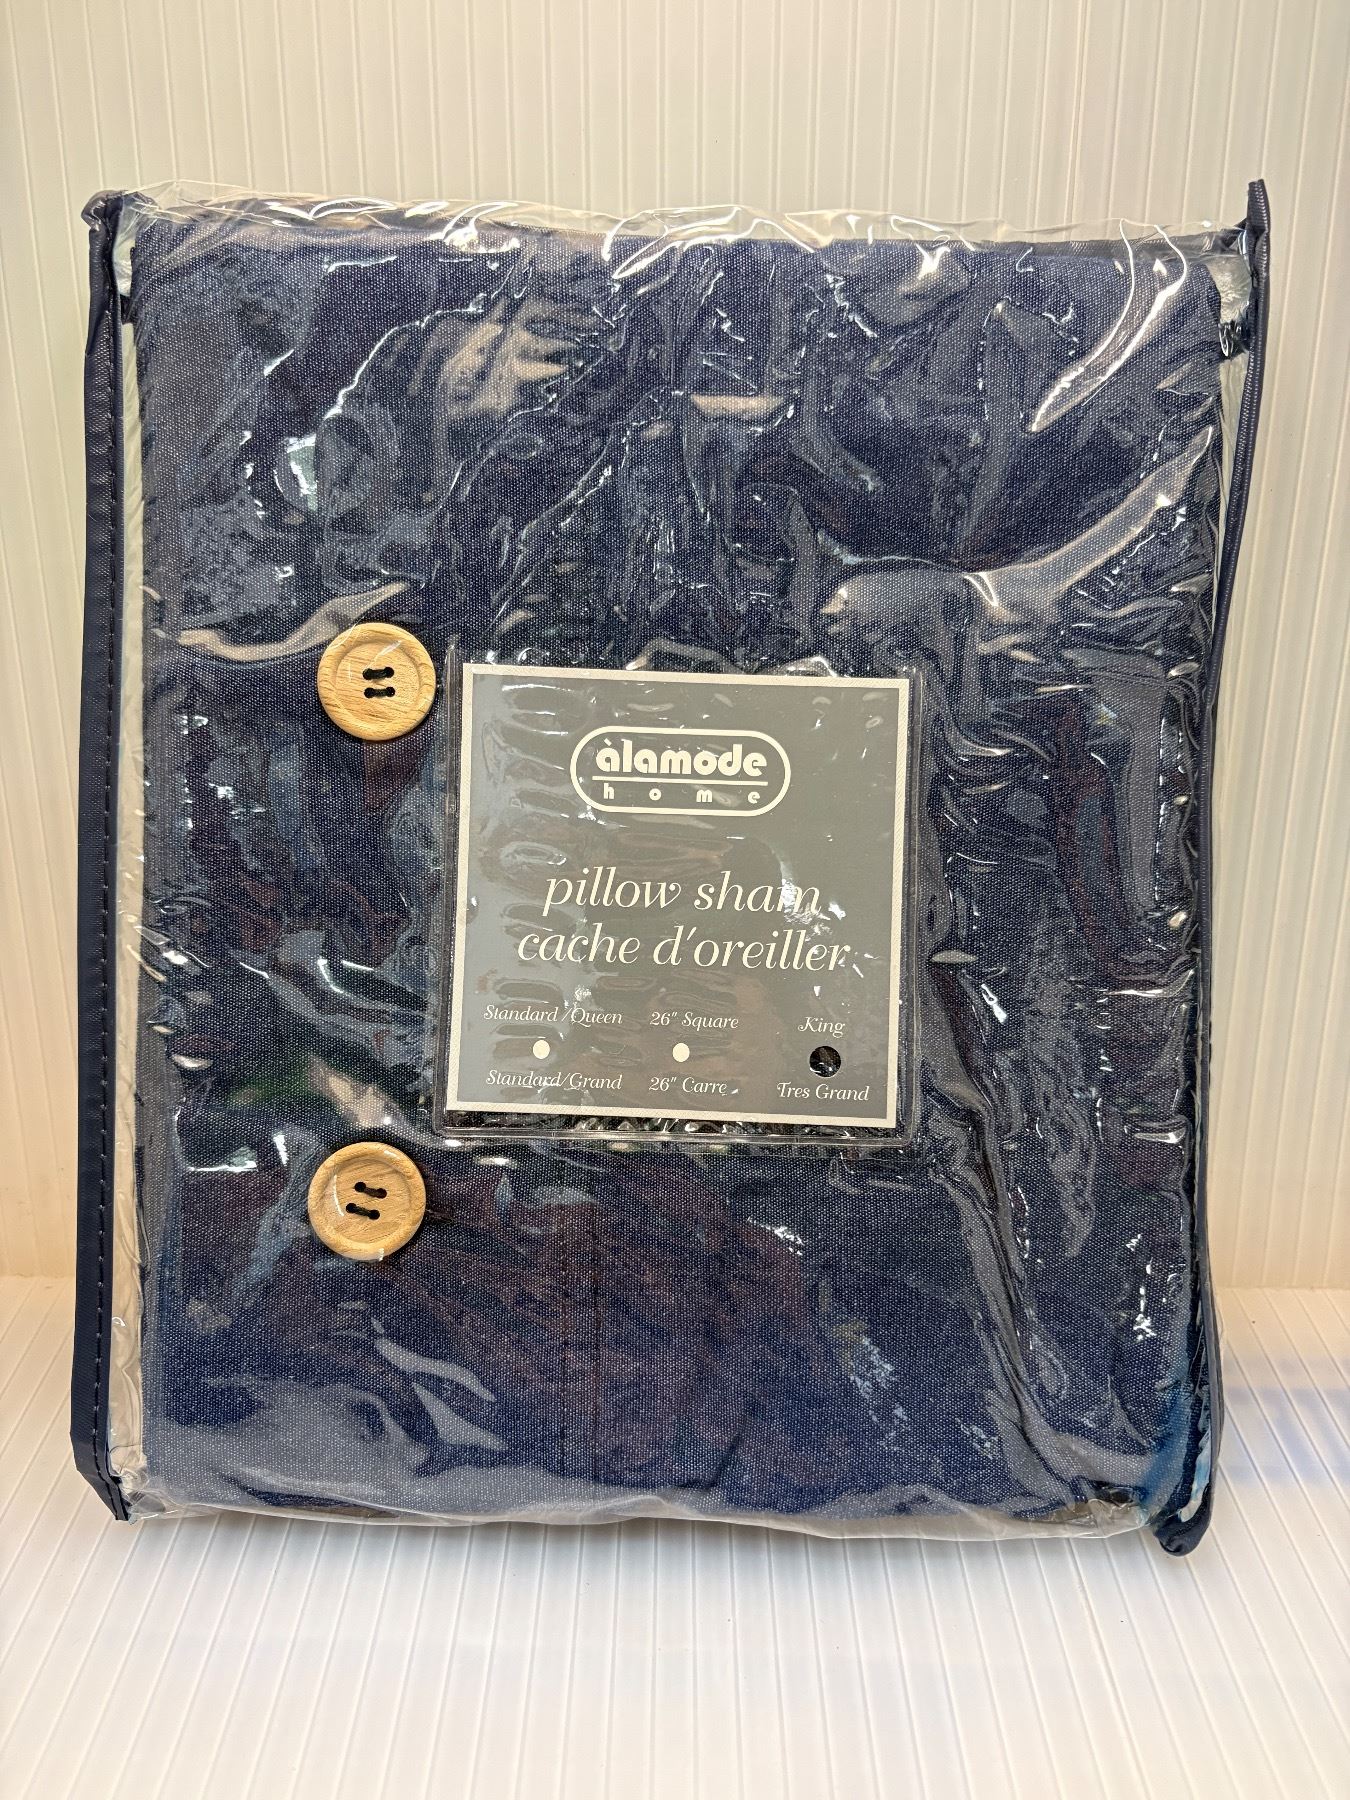 àlamode
home
pillow sham
cache d'oreiller
Standard/Queen 26" Square King
Standard/Grand 26" Carre Tres Grand